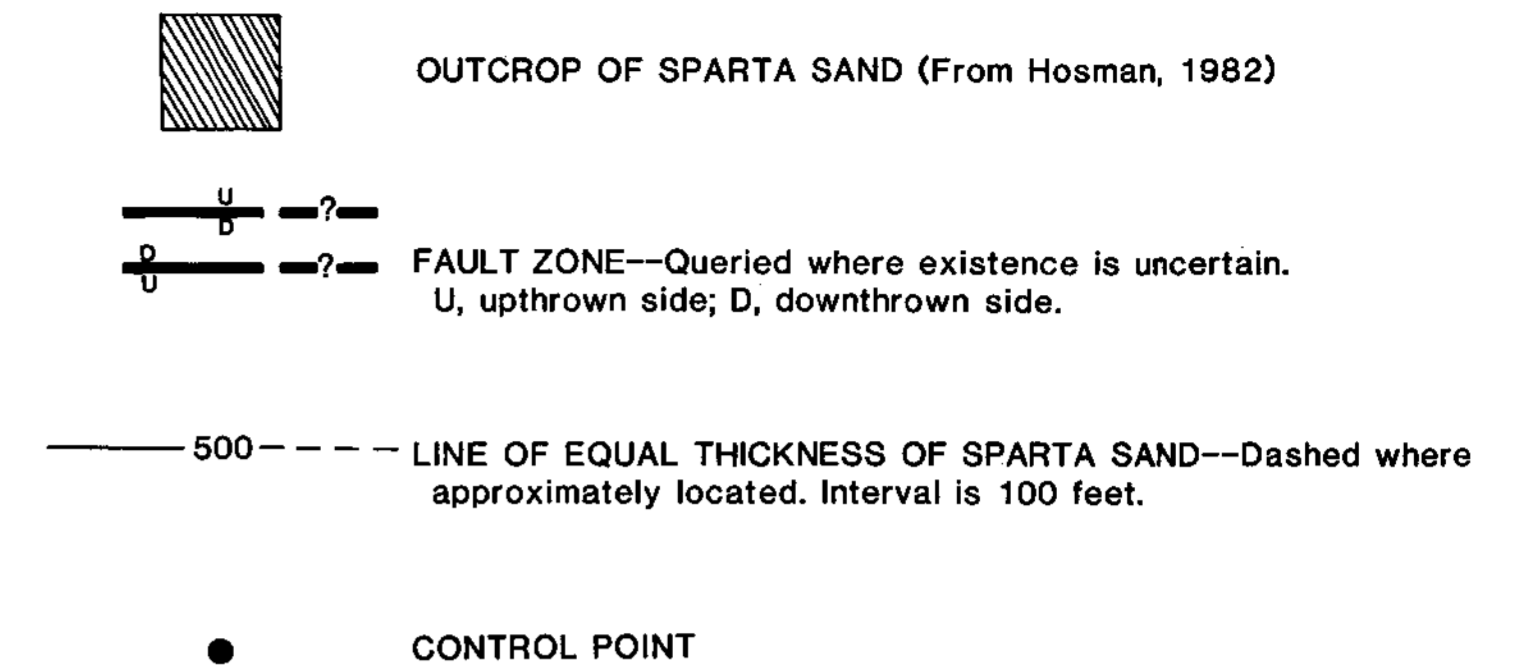 OUTCROP OF SPARTA SAND (From Hosman, 1982)
U
?
D
D
?
U
FAULT ZONE--Queried where existence is uncertain.
U, upthrown side; D, downthrown side.
500
LINE OF EQUAL THICKNESS OF SPARTA SAND--Dashed where
approximately located. Interval is 100 feet.
CONTROL POINT